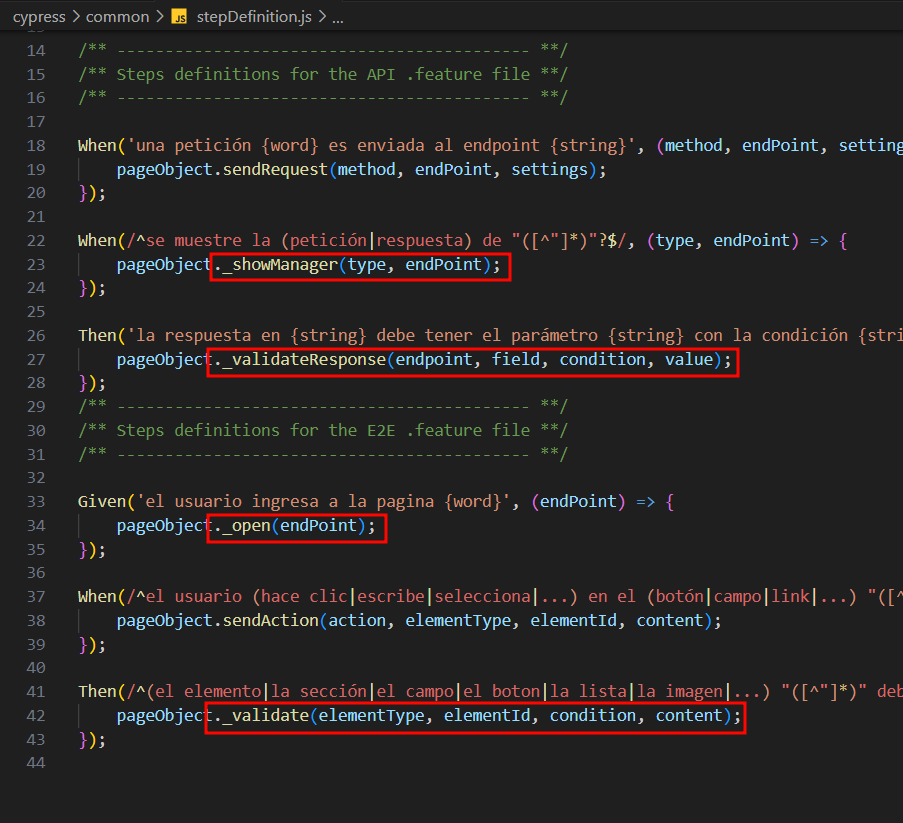 cypress > common > JS stepDefinition.js > ...
14 /** ------------------------------------------- **/
15 /** Steps definitions for the API .feature file **/
16 /** ------------------------------------------- **/
17
18 When('una petición {word} es enviada al endpoint {string}', (method, endPoint, setting
19 pageObject.sendRequest(method, endPoint, settings);
20 });
21
22 When(/^se muestre la (petición|respuesta) de "([^"]*)"?$/, (type, endPoint) => {
23 pageObject._showManager(type, endPoint);
24 });
25
26 Then('la respuesta en {string} debe tener el parámetro {string} con la condición {stri
27 pageObject._validateResponse(endpoint, field, condition, value);
28 });
29 /** ------------------------------------------- **/
30 /** Steps definitions for the E2E .feature file **/
31 /** ------------------------------------------- **/
32
33 Given('el usuario ingresa a la pagina {word}', (endPoint) => {
34 pageObject._open(endPoint);
35 });
36
37 When(/^el usuario (hace clic|escribe|selecciona|...) en el (botón|campo|link|...) "([^
38 pageObject.sendAction(action, elementType, elementId, content);
39 });
40
41 Then(/^(el elemento|la sección|el campo|el boton|la lista|la imagen|...) "([^"]*)" deb
42 pageObject._validate(elementType, elementId, condition, content);
43 });
44